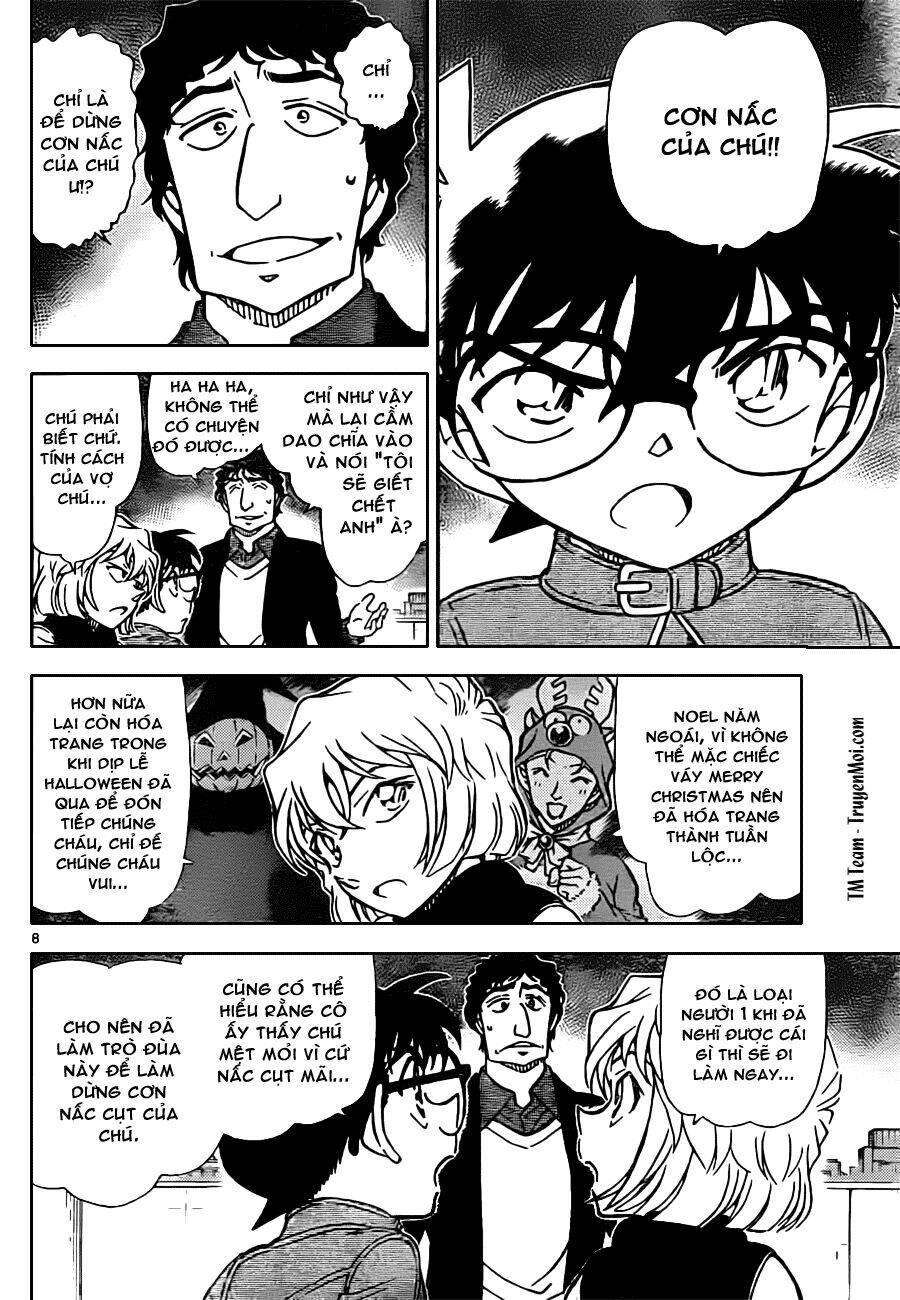 CƠN NẤC
CỦA CHÚ!!
CHỈ
...
CHỈ LÀ
ĐỂ DỪNG
CƠN NẤC
CỦA CHÚ
Ư!?
CHỈ NHƯ VẬY
MÀ LẠI CẦM
DAO CHĨA VÀO
VÀ NÓI "TÔI
SẼ GIẾT
CHẾT
ANH" À?
HA HA HA,
KHÔNG THỂ
CÓ CHUYỆN
ĐÓ ĐƯỢC...
CHÚ PHẢI
BIẾT CHỨ.
TÍNH CÁCH
CỦA VỢ
CHÚ...
NOEL NĂM
NGOÁI, VÌ KHÔNG
THỂ MẶC CHIẾC
VÁY MERRY
CHRISTMAS NÊN
ĐÃ HÓA TRANG
THÀNH TUẦN
LỘC...
HƠN NỮA
LẠI CÒN HÓA
TRANG TRONG
KHI DỊP LỄ
HALLOWEEN ĐÃ
QUA ĐỂ ĐÓN
TIẾP CHÚNG
CHÁU, CHỈ ĐỂ
CHÚNG CHÁU
VUI...
TM Team - TruyenMoi.com
8
ĐÓ LÀ LOẠI
NGƯỜI 1 KHI ĐÃ
NGHĨ ĐƯỢC CÁI
GÌ THÌ SẼ ĐI
LÀM NGAY...
CŨNG CÓ THỂ
HIỂU RẰNG CÔ
ẤY THẤY CHÚ
MỆT MỎI VÌ CỨ
NẤC CỤT MÃI...
CHO NÊN ĐÃ
LÀM TRÒ ĐÙA
NÀY ĐỂ LÀM
DỪNG CƠN
NẤC CỤT CỦA
CHÚ.